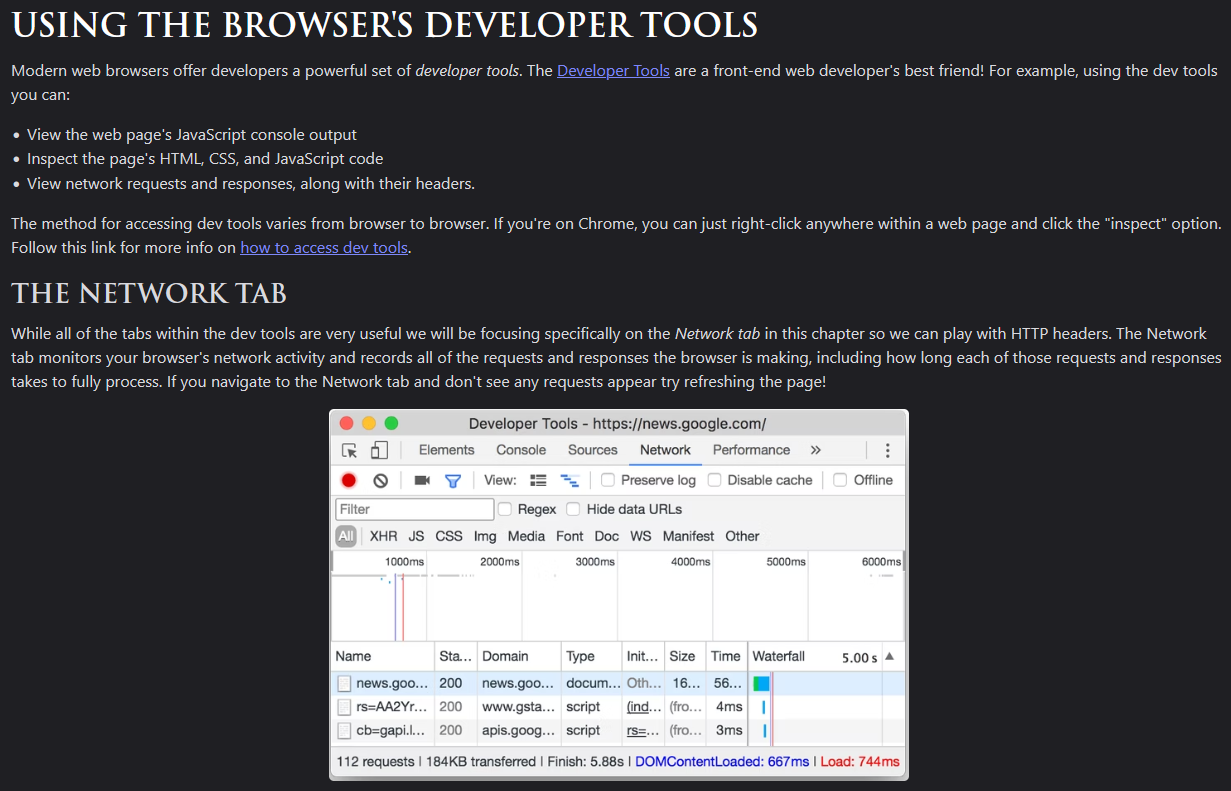 USING THE BROWSER'S DEVELOPER TOOLS
Modern web browsers offer developers a powerful set of developer tools. The Developer Tools are a front-end web developer's best friend! For example, using the dev tools
you can:
• View the web page's JavaScript console output
• Inspect the page's HTML, CSS, and JavaScript code
• View network requests and responses, along with their headers.
The method for accessing dev tools varies from browser to browser. If you're on Chrome, you can just right-click anywhere within a web page and click the "inspect" option.
Follow this link for more info on how to access dev tools.
THE NETWORK TAB
While all of the tabs within the dev tools are very useful we will be focusing specifically on the Network tab in this chapter so we can play with HTTP headers. The Network
tab monitors your browser's network activity and records all of the requests and responses the browser is making, including how long each of those requests and responses
takes to fully process. If you navigate to the Network tab and don't see any requests appear try refreshing the page!
Developer Tools - https://news.google.com/
Elements Console Sources Network Performance »
View: Preserve log Disable cache Offline
Filter Regex Hide data URLs
All XHR JS CSS Img Media Font Doc WS Manifest Other
1000ms 2000ms 3000ms 4000ms 5000ms 6000ms
Name Sta... Domain Type Init... Size Time Waterfall 5.00 s ▲
news.goo... 200 news.goo... docum... Oth... 16... 56...
rs=AA2Yr... 200 www.gsta... script (ind... (fro... 4ms
cb=gapi.l... 200 apis.goog... script rs=... (fro... 3ms
112 requests | 184KB transferred | Finish: 5.88s | DOMContentLoaded: 667ms | Load: 744ms